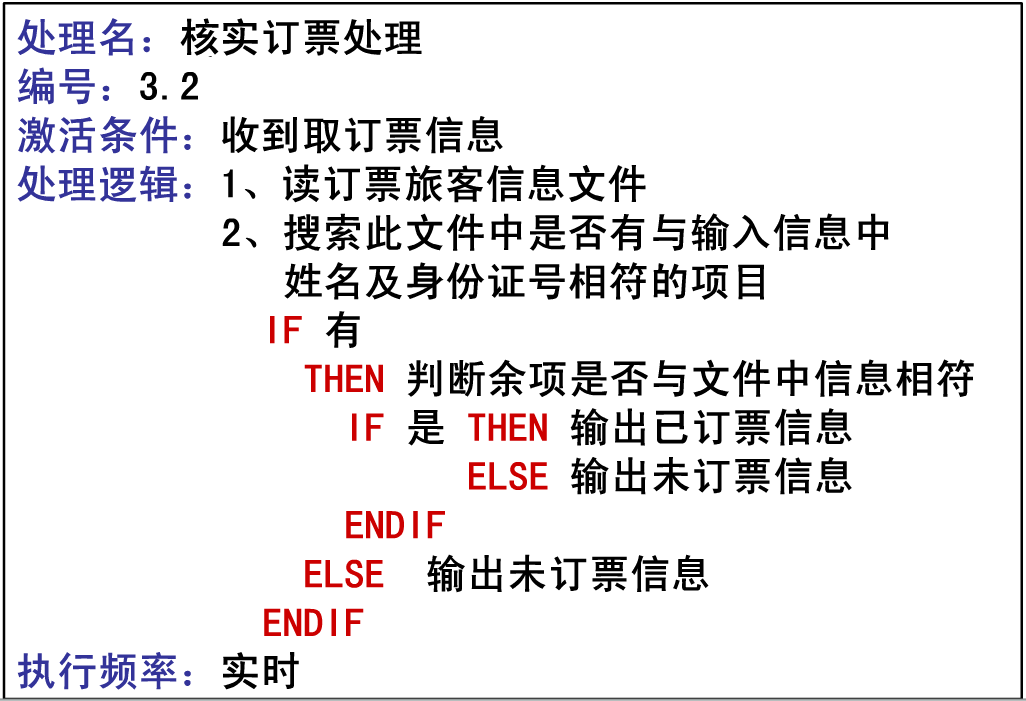 处理名：核实订票处理
编号：3.2
激活条件：收到取订票信息
处理逻辑：1、读订票旅客信息文件
2、搜索此文件中是否有与输入信息中
姓名及身份证号相符的项目
IF 有
THEN 判断余项是否与文件中信息相符
IF 是 THEN 输出已订票信息
ELSE 输出未订票信息
ENDIF
ELSE 输出未订票信息
ENDIF
执行频率：实时